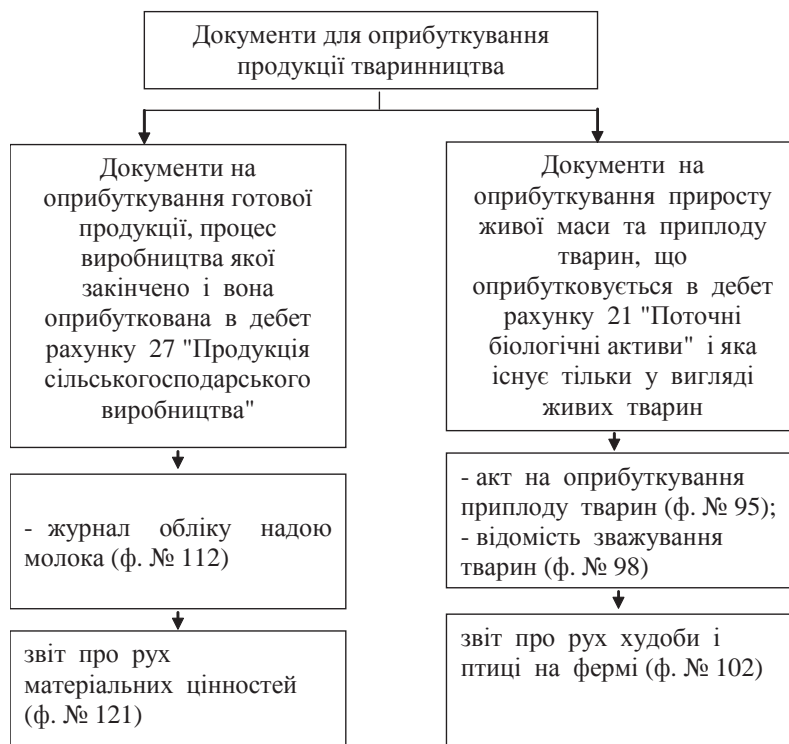 Документи для оприбуткування
продукції тваринництва
Документи на
оприбуткування готової
продукції, процес
виробництва якої
закінчено і вона
оприбуткована в дебет
рахунку 27 "Продукція
сільськогосподарського
виробництва"
- журнал обліку надою
молока (ф. № 112)
звіт про рух
матеріальних цінностей
(ф. № 121)
Документи на
оприбуткування приросту
живої маси та приплоду
тварин, що
оприбутковується в дебет
рахунку 21 "Поточні
біологічні активи" і яка
існує тільки у вигляді
живих тварин
- акт на оприбуткування
приплоду тварин (ф. № 95);
- відомість зважування
тварин (ф. № 98)
звіт про рух худоби і
птиці на фермі (ф. № 102)